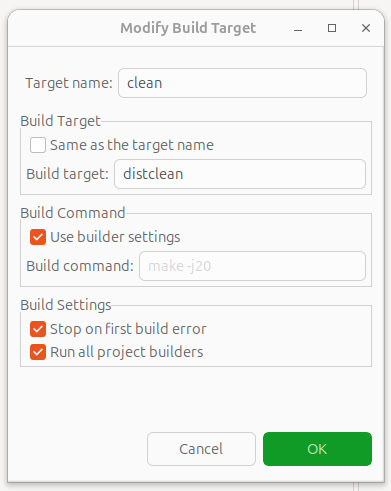 Modify Build Target
Target name: clean
Build Target
Same as the target name
Build target: distclean
Build Command
Use builder settings
Build command: make -j20
Build Settings
Stop on first build error
Run all project builders
Cancel OK